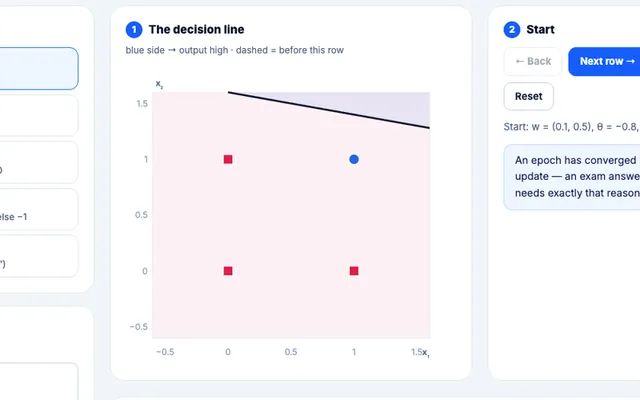 1 The decision line
blue side → output high · dashed = before this row
x₂
1.5
1
0.5
0
−0.5
−0.5
0
0.5
1
1.5
x₁
2 Start
← Back
Next row →
Reset
Start: w = (0.1, 0.5), θ = −0.8,
An epoch has converged
update — an exam answe
needs exactly that reason
0
else −1
")